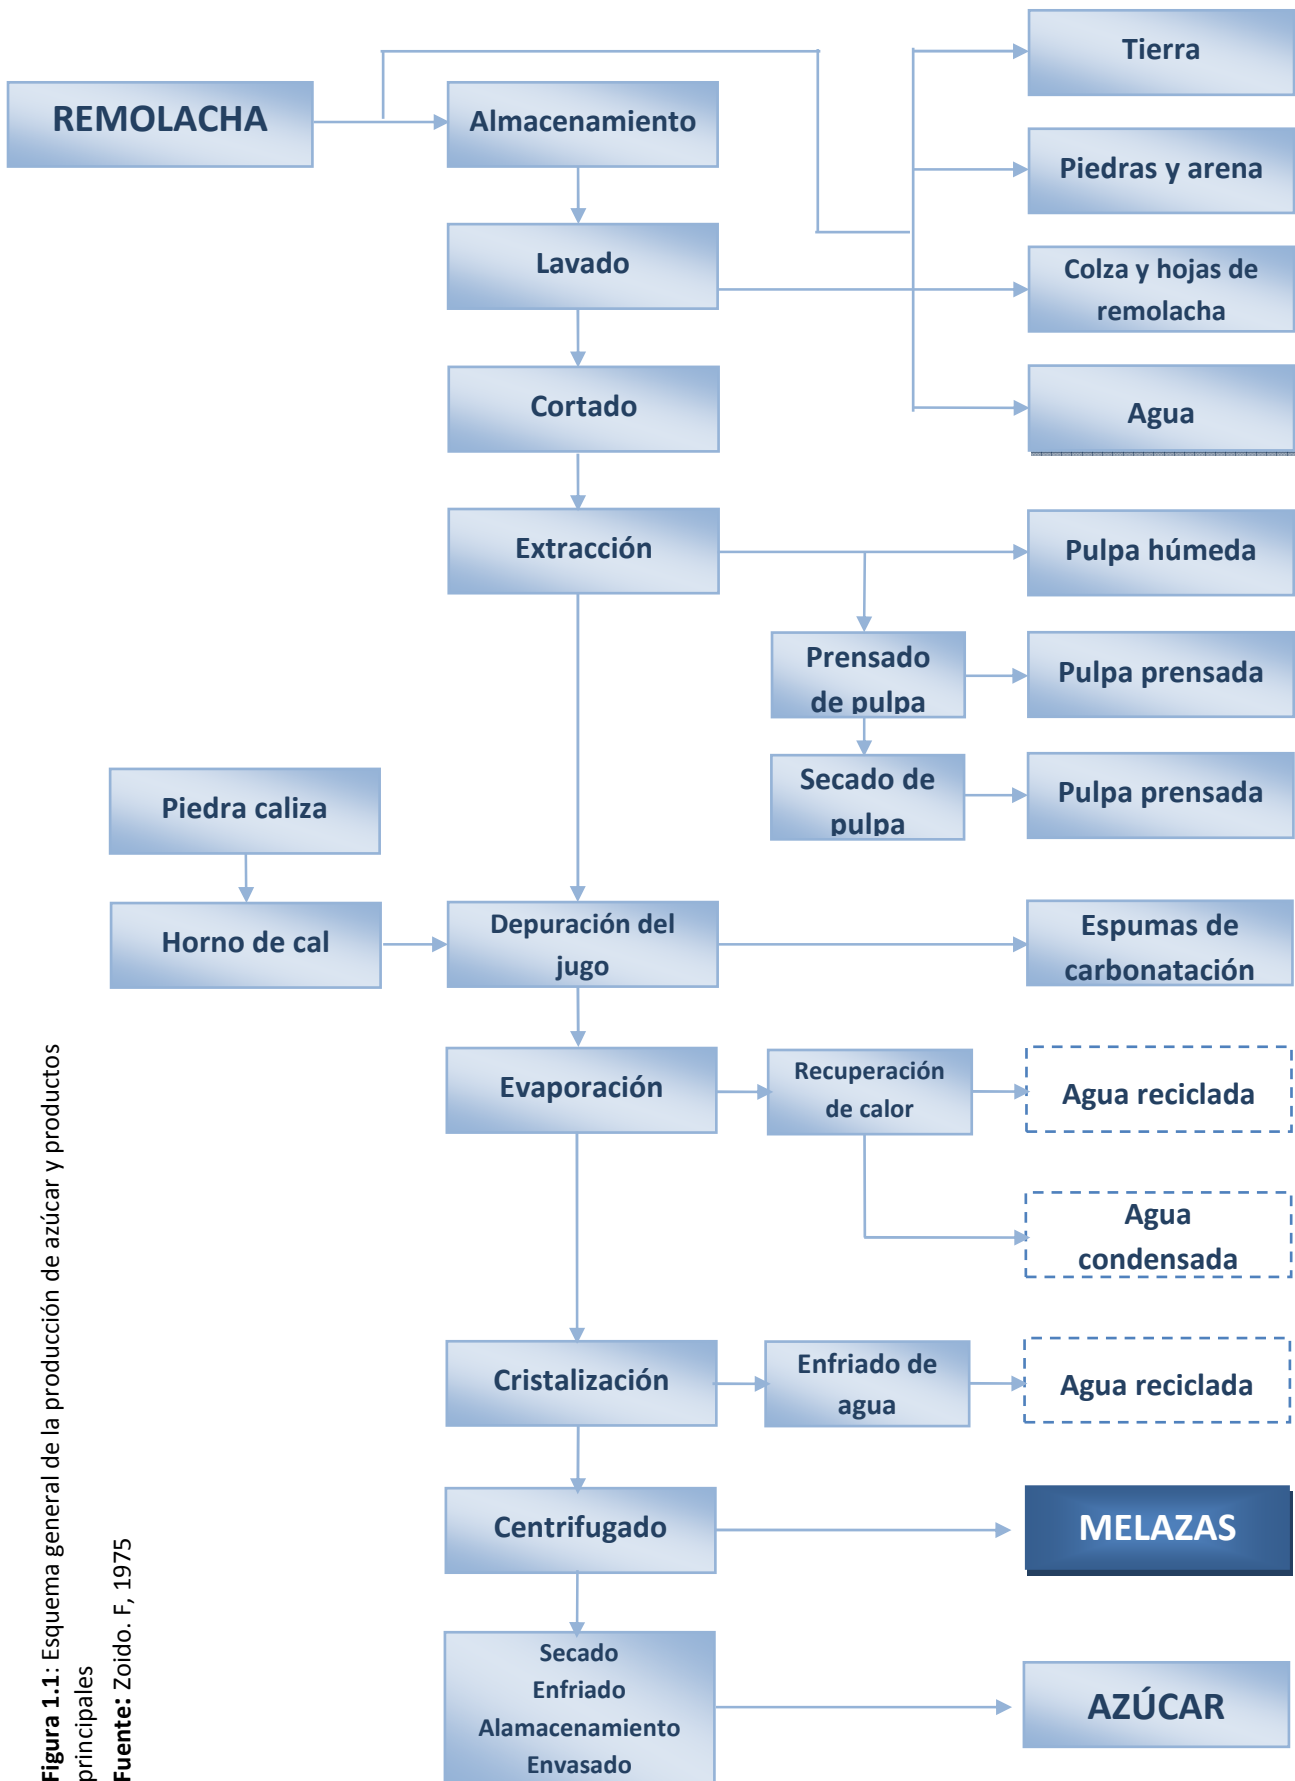 Tierra
REMOLACHA
Almacenamiento
Piedras y arena
Lavado
Colza y hojas de
remolacha
Cortado
Agua
Extracción
Pulpa húmeda
Prensado
de pulpa
Pulpa prensada
Secado de
pulpa
Pulpa prensada
Piedra caliza
Horno de cal
Depuración del
jugo
Espumas de
carbonatación
Evaporación
Recuperación
de calor
Agua reciclada
Agua
condensada
Cristalización
Enfriado de
agua
Agua reciclada
Centrifugado
MELAZAS
Secado
Enfriado
Alamacenamiento
Envasado
AZÚCAR
Figura 1.1: Esquema general de la producción de azúcar y productos
principales
Fuente: Zoido. F, 1975